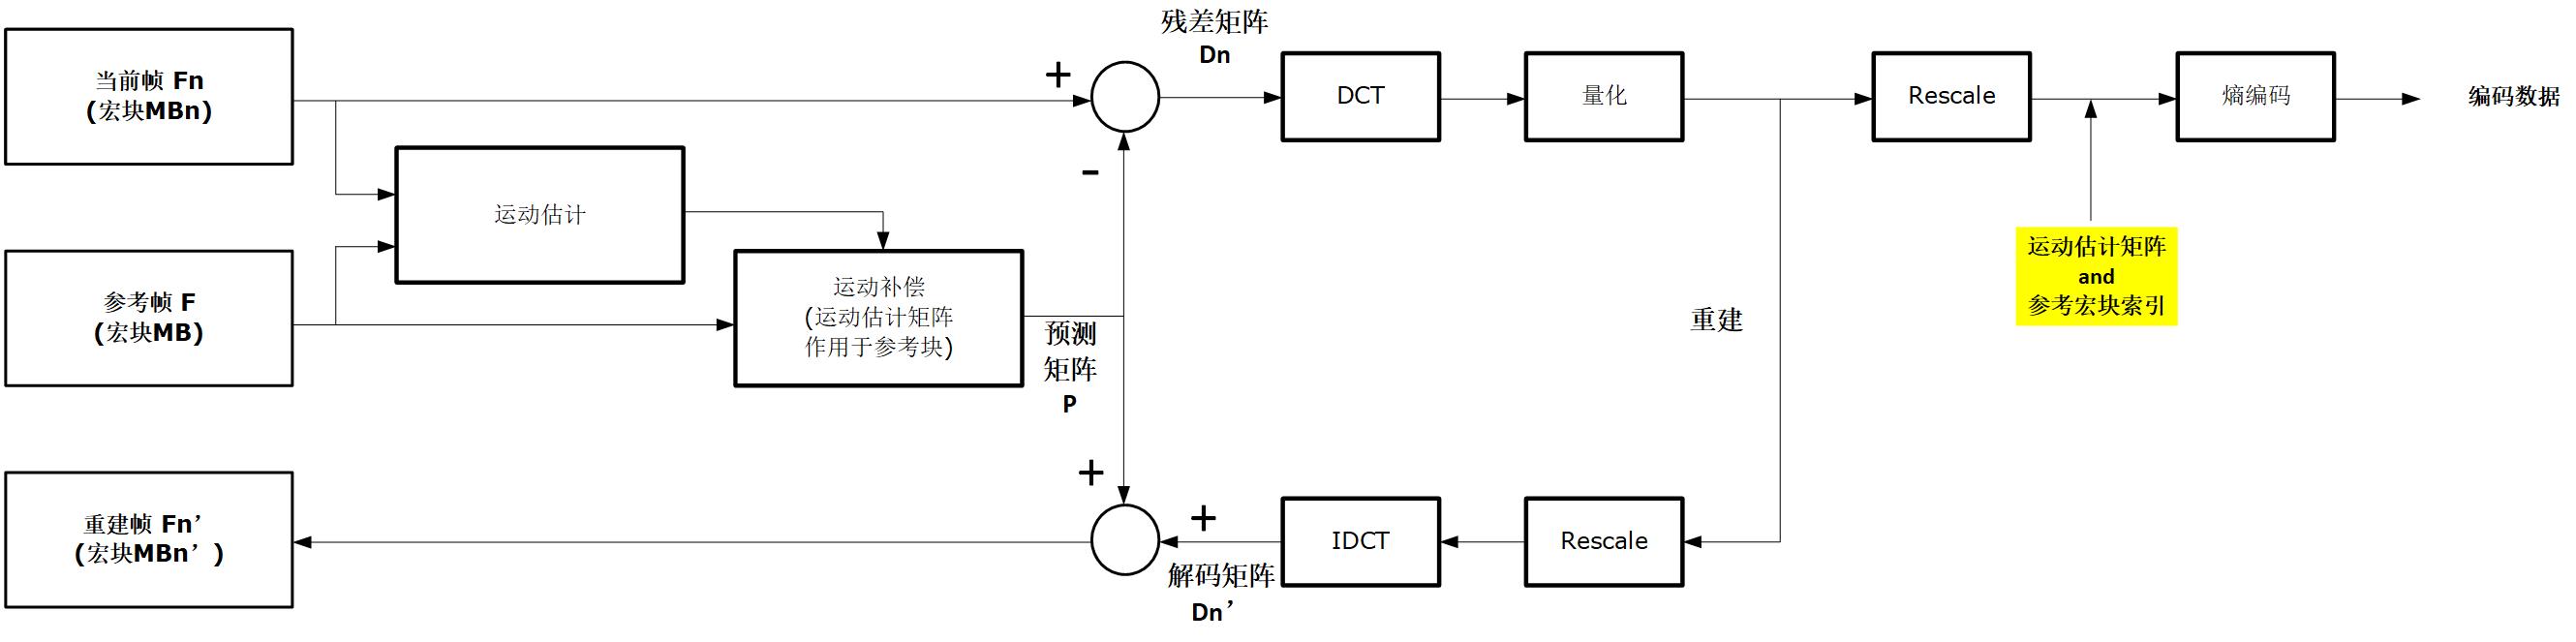 残差矩阵
Dn
当前帧 Fn
(宏块MBn)
+
DCT
量化
Rescale
熵编码
编码数据
-
运动估计
参考帧 F
(宏块MB)
运动补偿
(运动估计矩阵
作用于参考块)
预测
矩阵
P
重建
运动估计矩阵
and
参考宏块索引
重建帧 Fn’
(宏块MBn’)
+
+
IDCT
Rescale
解码矩阵
Dn’